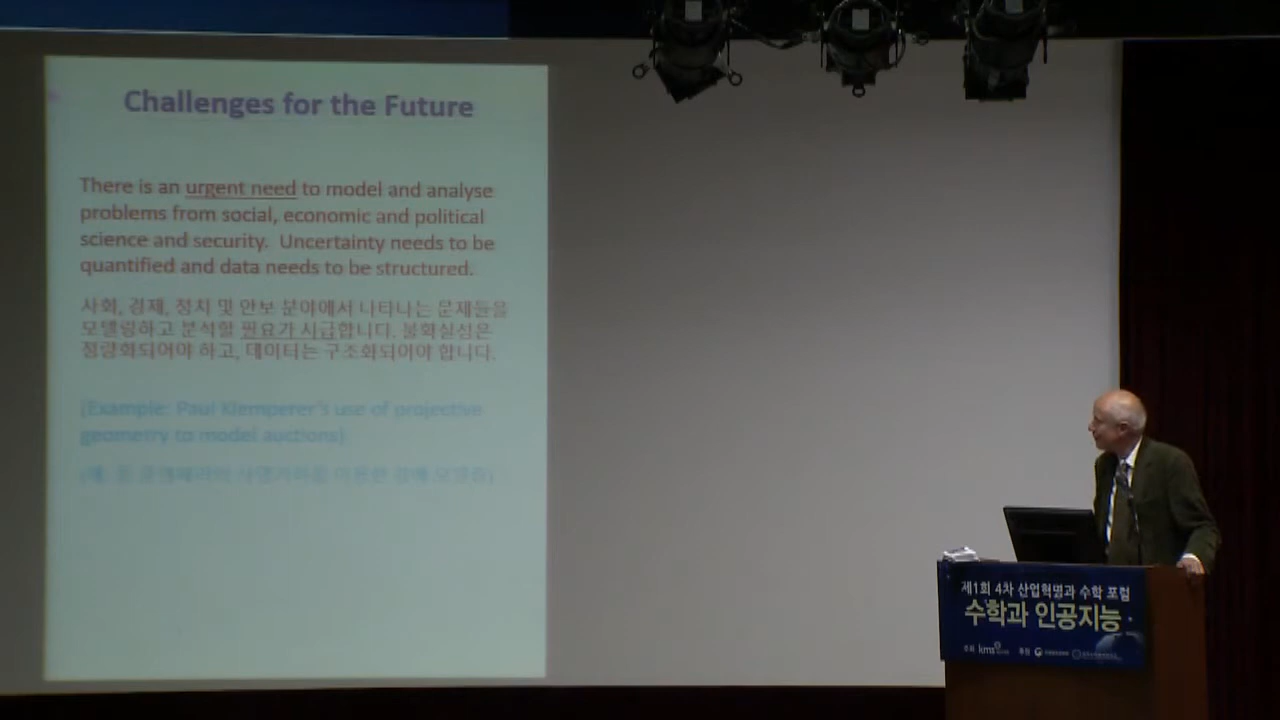 Challenges for the Future
There is an urgent need to model and analyse
problems from social, economic and political
science and security. Uncertainty needs to be
quantified and data needs to be structured.
사회, 경제, 정치 및 안보 분야에서 나타나는 문제들을
모델링하고 분석할 필요가 시급합니다. 불확실성은
정량화되어야 하고, 데이터는 구조화되어야 합니다.
(Example: Paul Klemperer's use of projective
geometry to model auctions)
제1회 4차 산업혁명과 수학 포럼
수학과 인공지능
주최 kms 후원